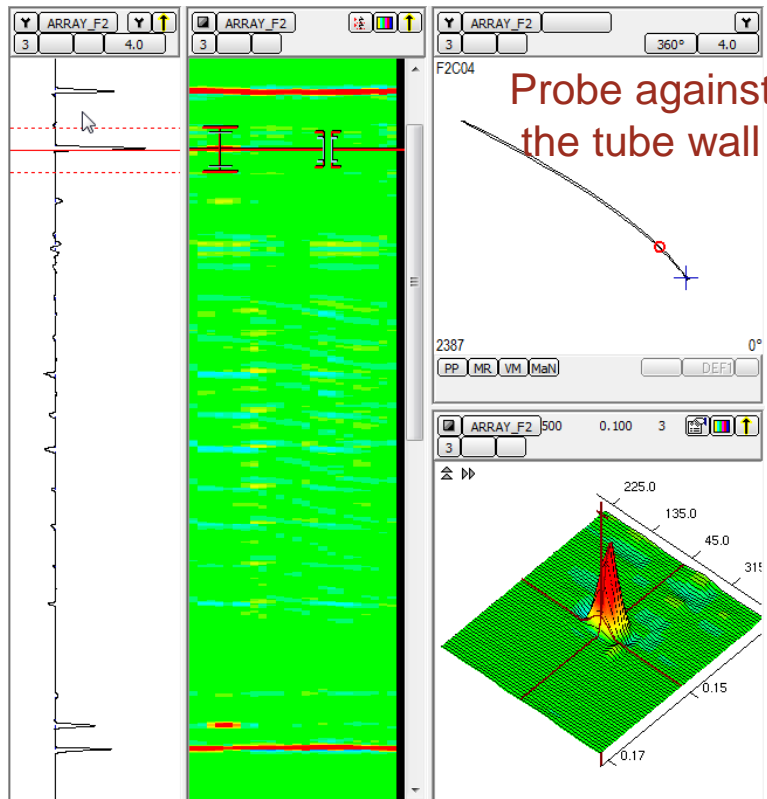 Y ARRAY_F2 Y
3 4.0
ARRAY_F2
3
Y ARRAY_F2 Y
3 360° 4.0
F2C04
Probe against
the tube wall
2387 0°
PP MR VM MaN DEF1
ARRAY_F2 500 0.100 3
3
225.0
135.0
45.0
315
0.15
0.17